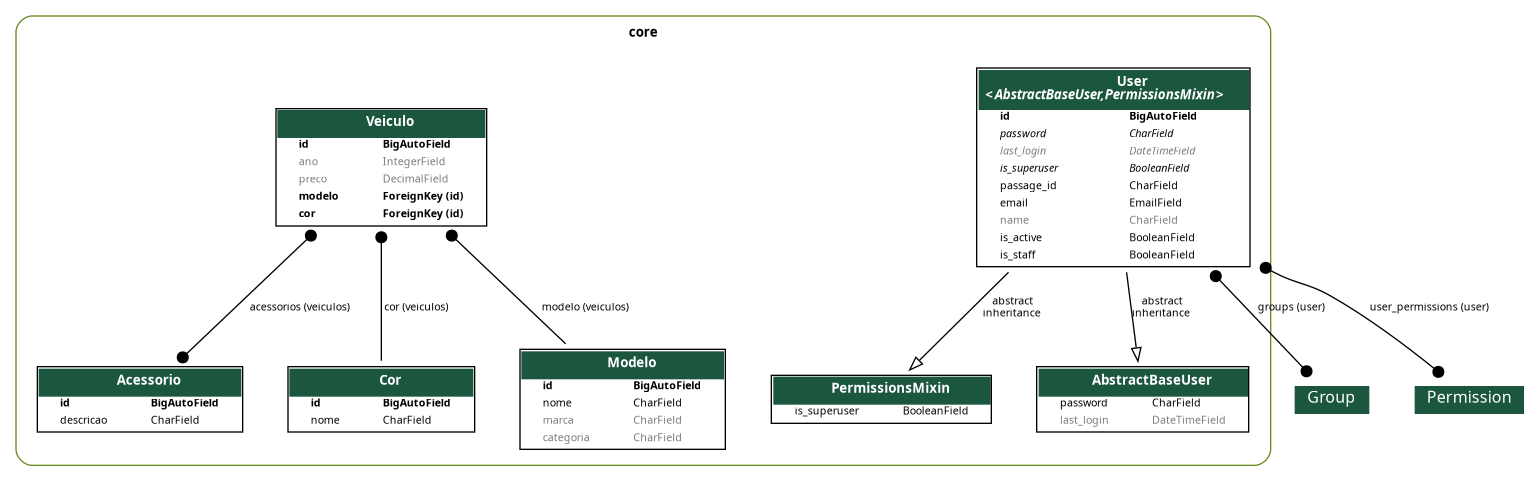 core
User
< AbstractBaseUser,PermissionsMixin >
id BigAutoField
password CharField
last_login DateTimeField
is_superuser BooleanField
passage_id CharField
email EmailField
name CharField
is_active BooleanField
is_staff BooleanField
Veiculo
id BigAutoField
ano IntegerField
preco DecimalField
modelo ForeignKey (id)
cor ForeignKey (id)
acessorios (veiculos)
cor (veiculos)
modelo (veiculos)
abstract
inheritance
abstract
inheritance
groups (user)
user_permissions (user)
Acessorio
id BigAutoField
descricao CharField
Cor
id BigAutoField
nome CharField
Modelo
id BigAutoField
nome CharField
marca CharField
categoria CharField
PermissionsMixin
is_superuser BooleanField
AbstractBaseUser
password CharField
last_login DateTimeField
Group
Permission